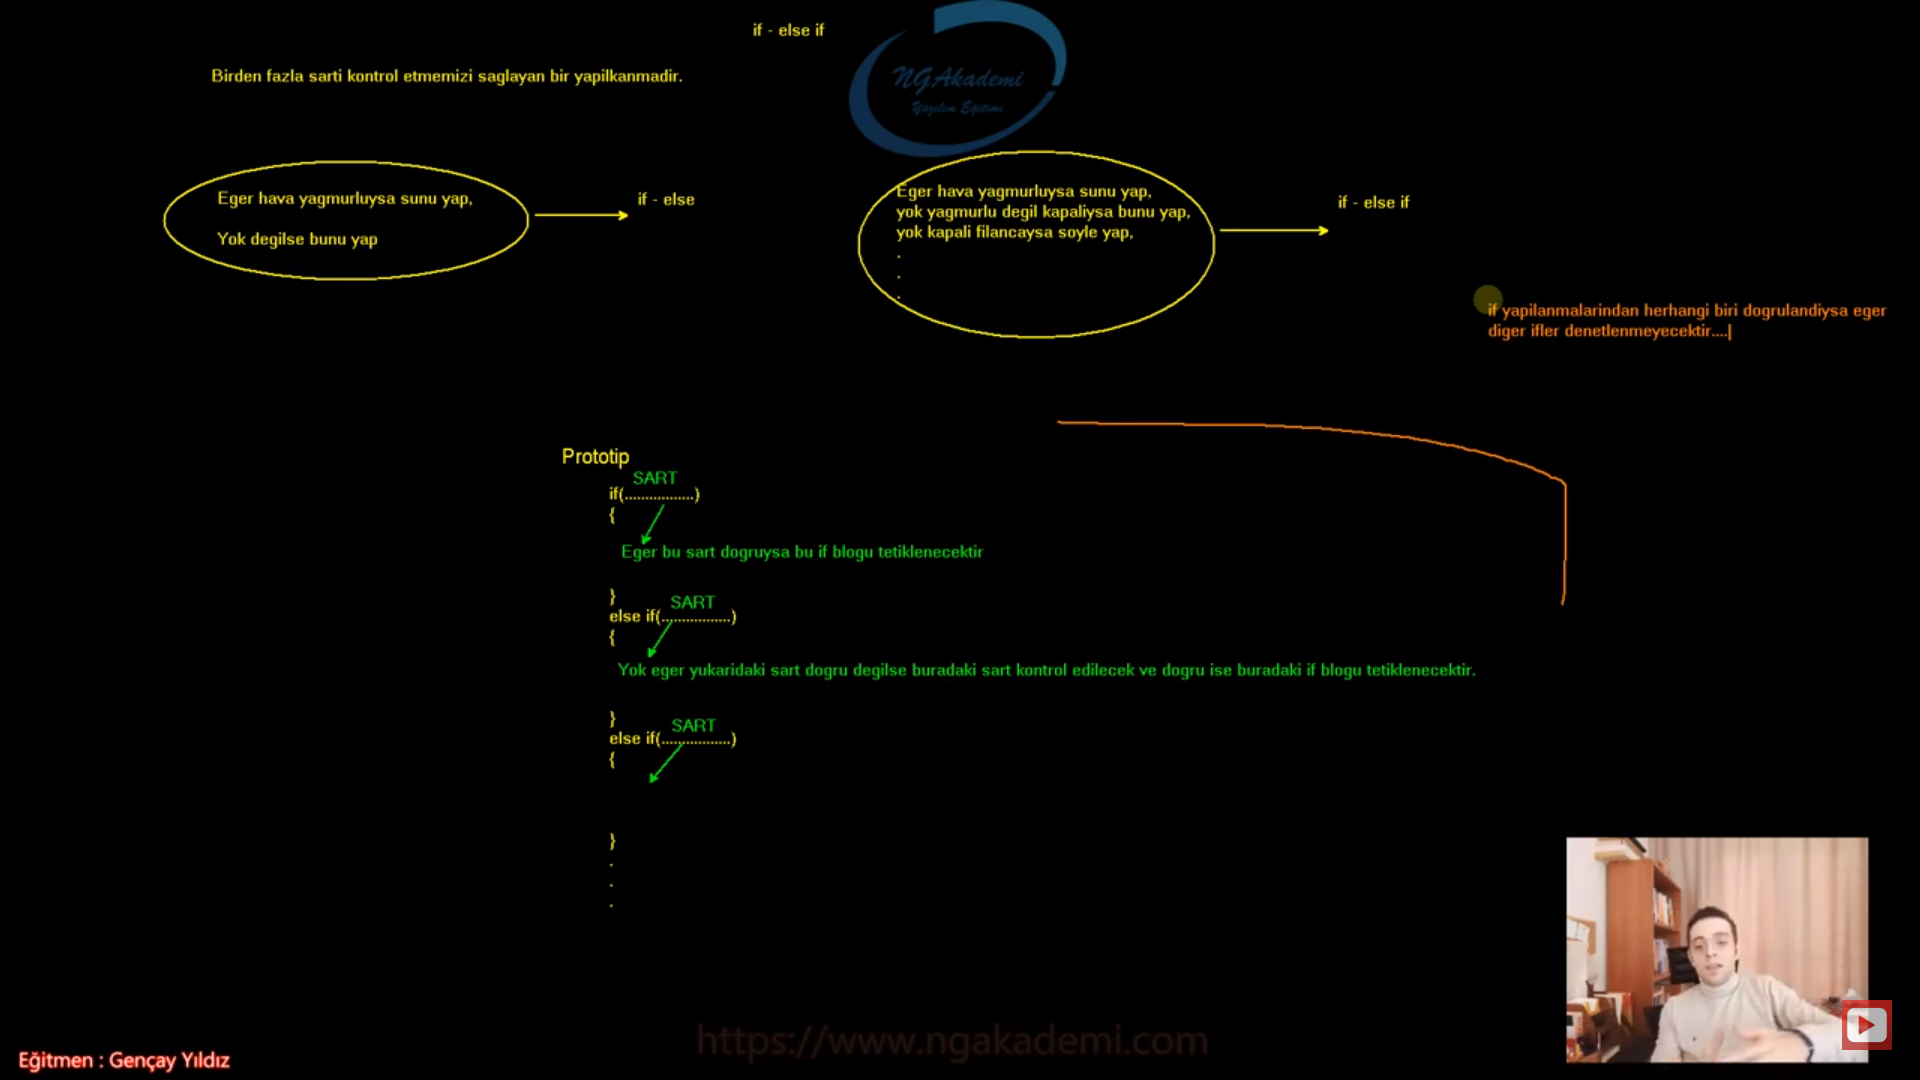 if - else if
NGAkademi
Yazılım Eğitimi
Birden fazla sarti kontrol etmemizi saglayan bir yapilkanmadir.
Eger hava yagmurluysa sunu yap,
Yok degilse bunu yap
if - else
Eger hava yagmurluysa sunu yap,
yok yagmurlu degil kapaliysa bunu yap,
yok kapali filancaysa soyle yap,
.
.
.
if - else if
if yapilanmalarindan herhangi biri dogrulandiysa eger
diger ifler denetlenmeyecektir....|
Prototip
SART
if(.................)
{
Eger bu sart dogruysa bu if blogu tetiklenecektir
}
SART
else if(.................)
{
Yok eger yukaridaki sart dogru degilse buradaki sart kontrol edilecek ve dogru ise buradaki if blogu tetiklenecektir.
}
SART
else if(.................)
{
}
.
.
.
https://www.ngakademi.com
Eğitmen : Gençay Yıldız